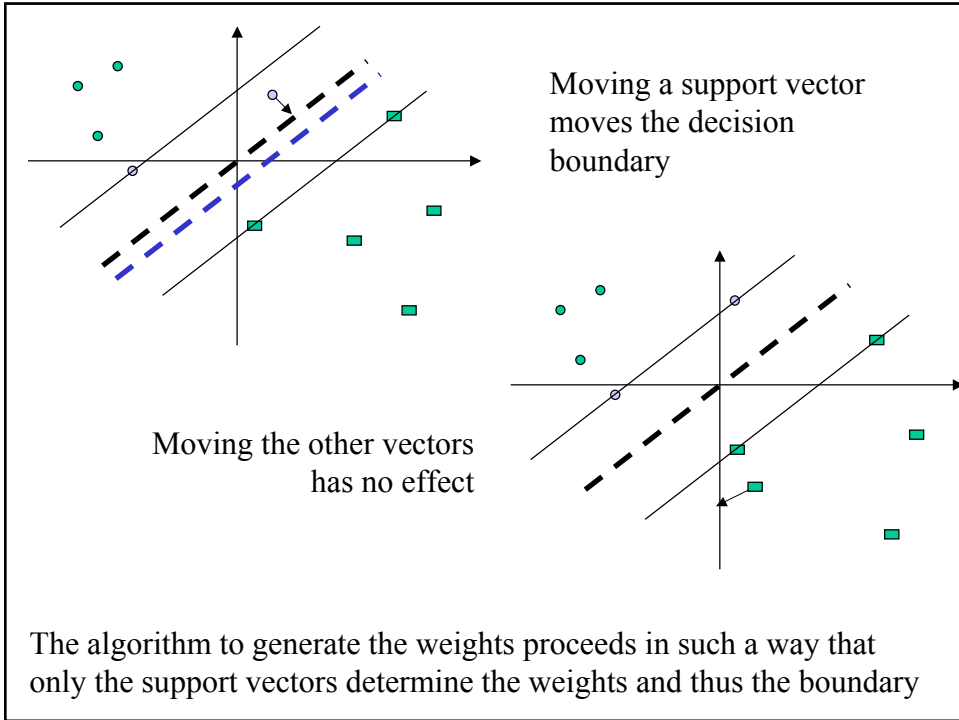 Moving a support vector
moves the decision
boundary
Moving the other vectors
has no effect
The algorithm to generate the weights proceeds in such a way that
only the support vectors determine the weights and thus the boundary